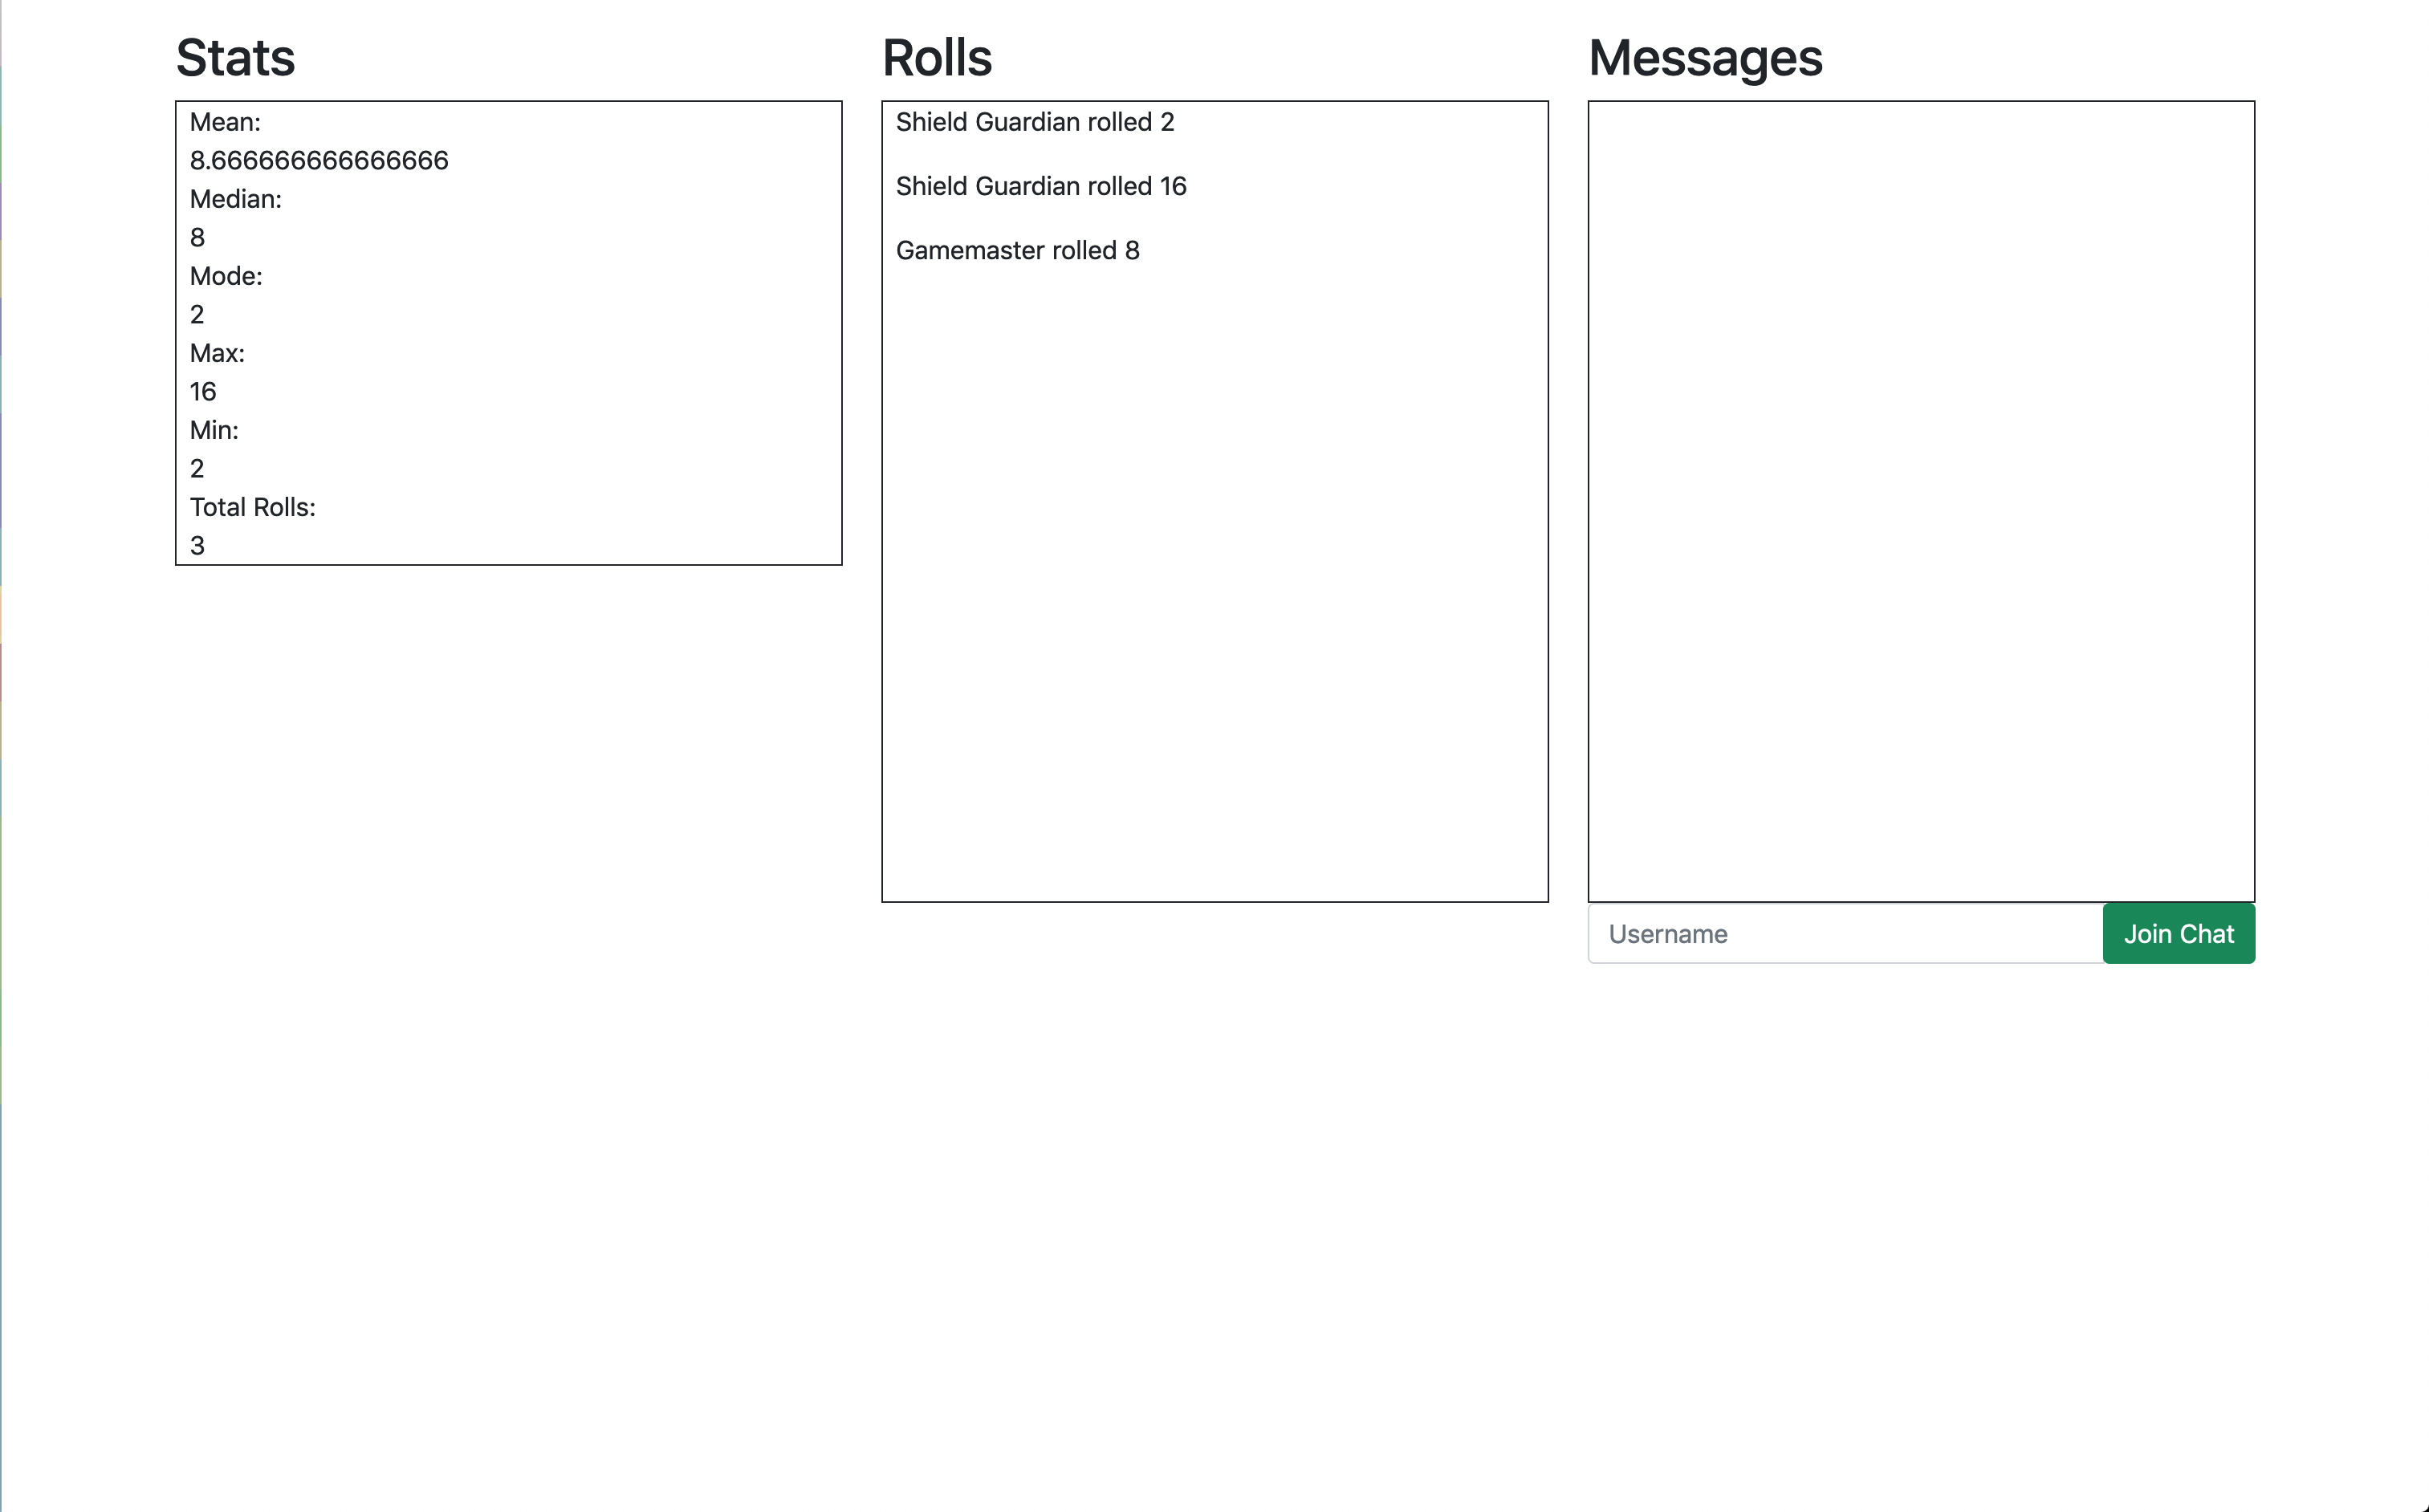 Stats
Mean:
8.666666666666666
Median:
8
Mode:
2
Max:
16
Min:
2
Total Rolls:
3
Rolls
Shield Guardian rolled 2
Shield Guardian rolled 16
Gamemaster rolled 8
Messages
Username
Join Chat